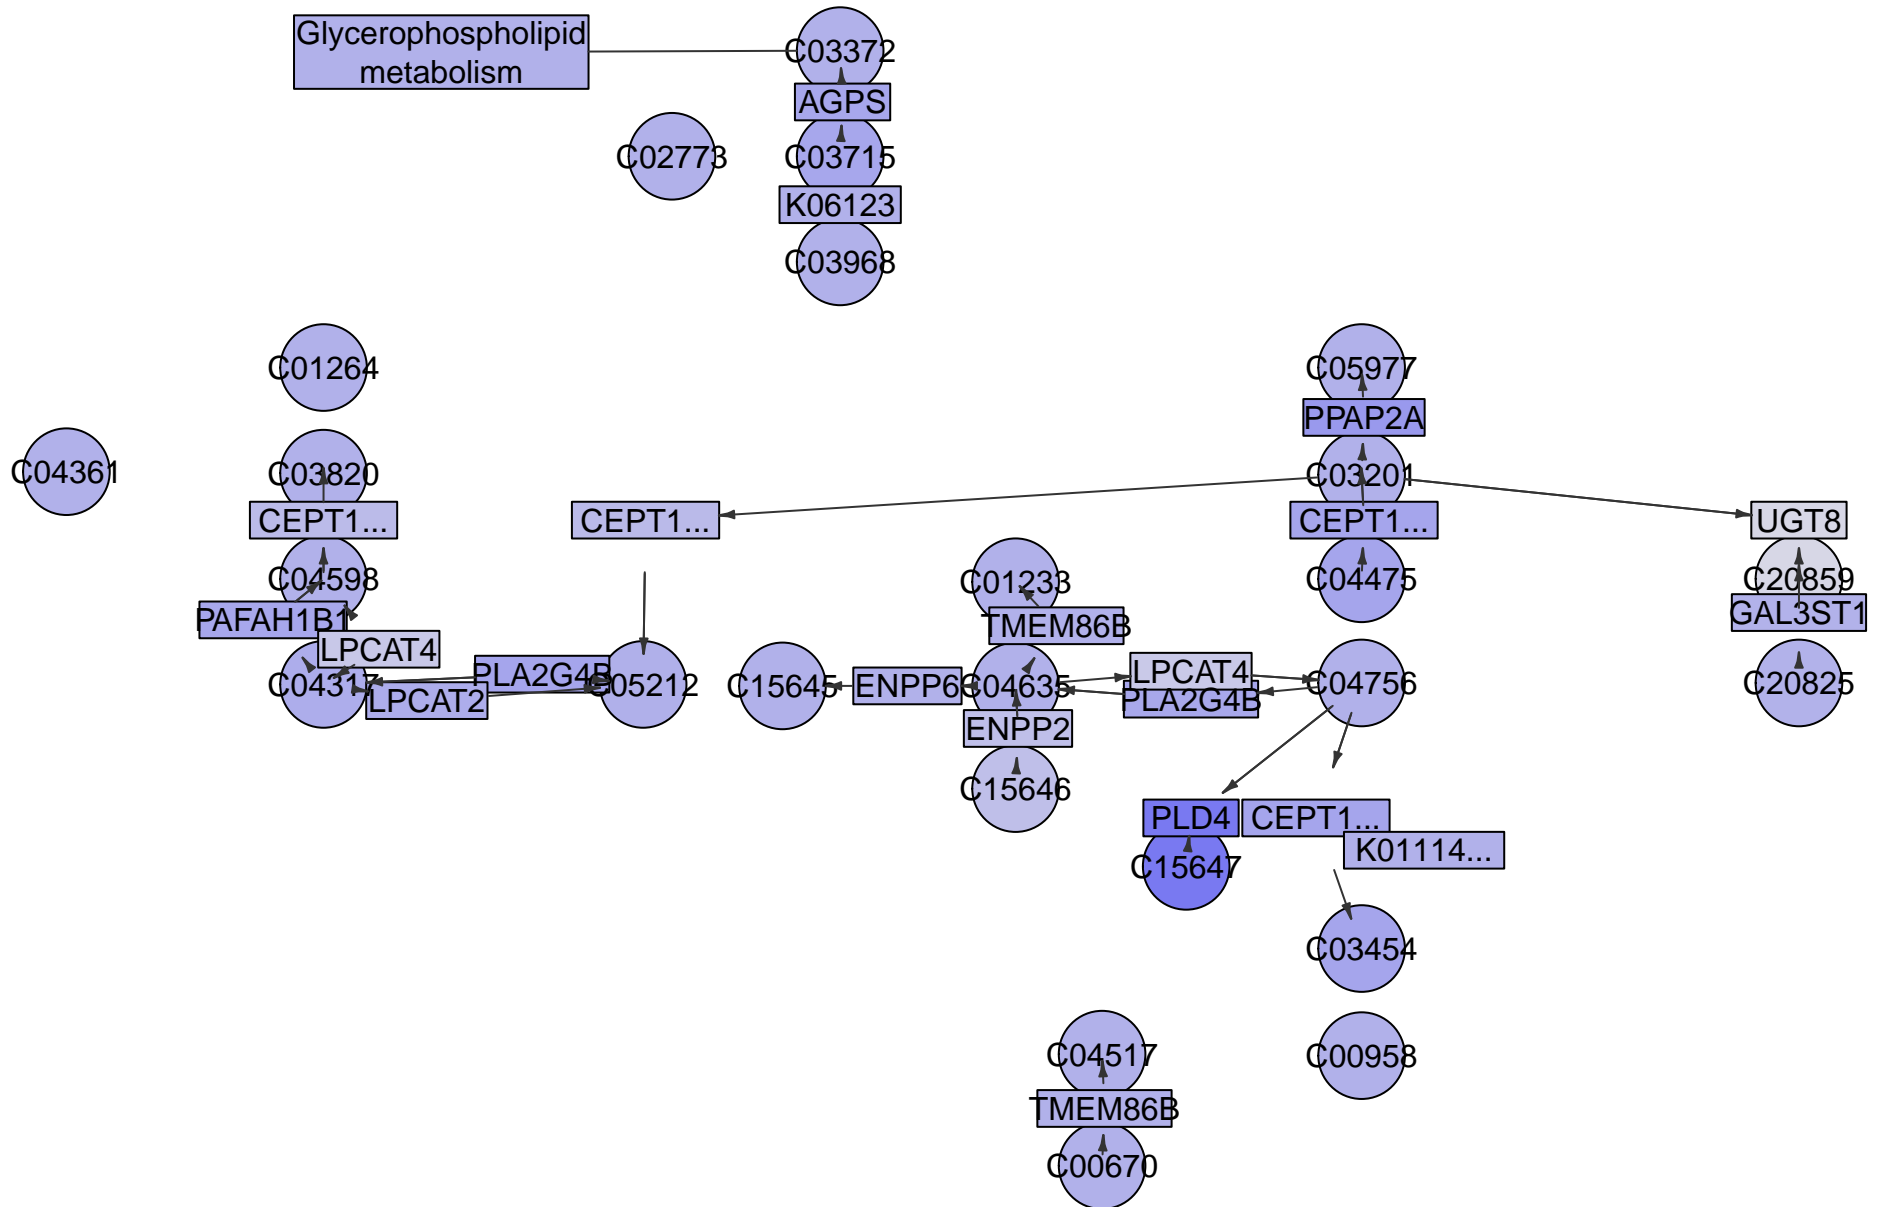 Glycerophospholipid
metabolism
C03372
AGPS
C02773
C03715
K06123
C03968
C01264
C05977
PPAP2A
C04361
C03820
C03201
CEPT1...
CEPT1...
CEPT1...
UGT8
C04598
C01233
C04475
C20859
PAFAH1B1
TMEM86B
GAL3ST1
LPCAT4
C04317
PLA2G4B
LPCAT2
C05212
C15645
ENPP6
C04635
LPCAT4
PLA2G4B
C04756
C20825
ENPP2
C15646
PLD4
CEPT1...
K01114...
C15647
C03454
C04517
C00958
TMEM86B
C00670